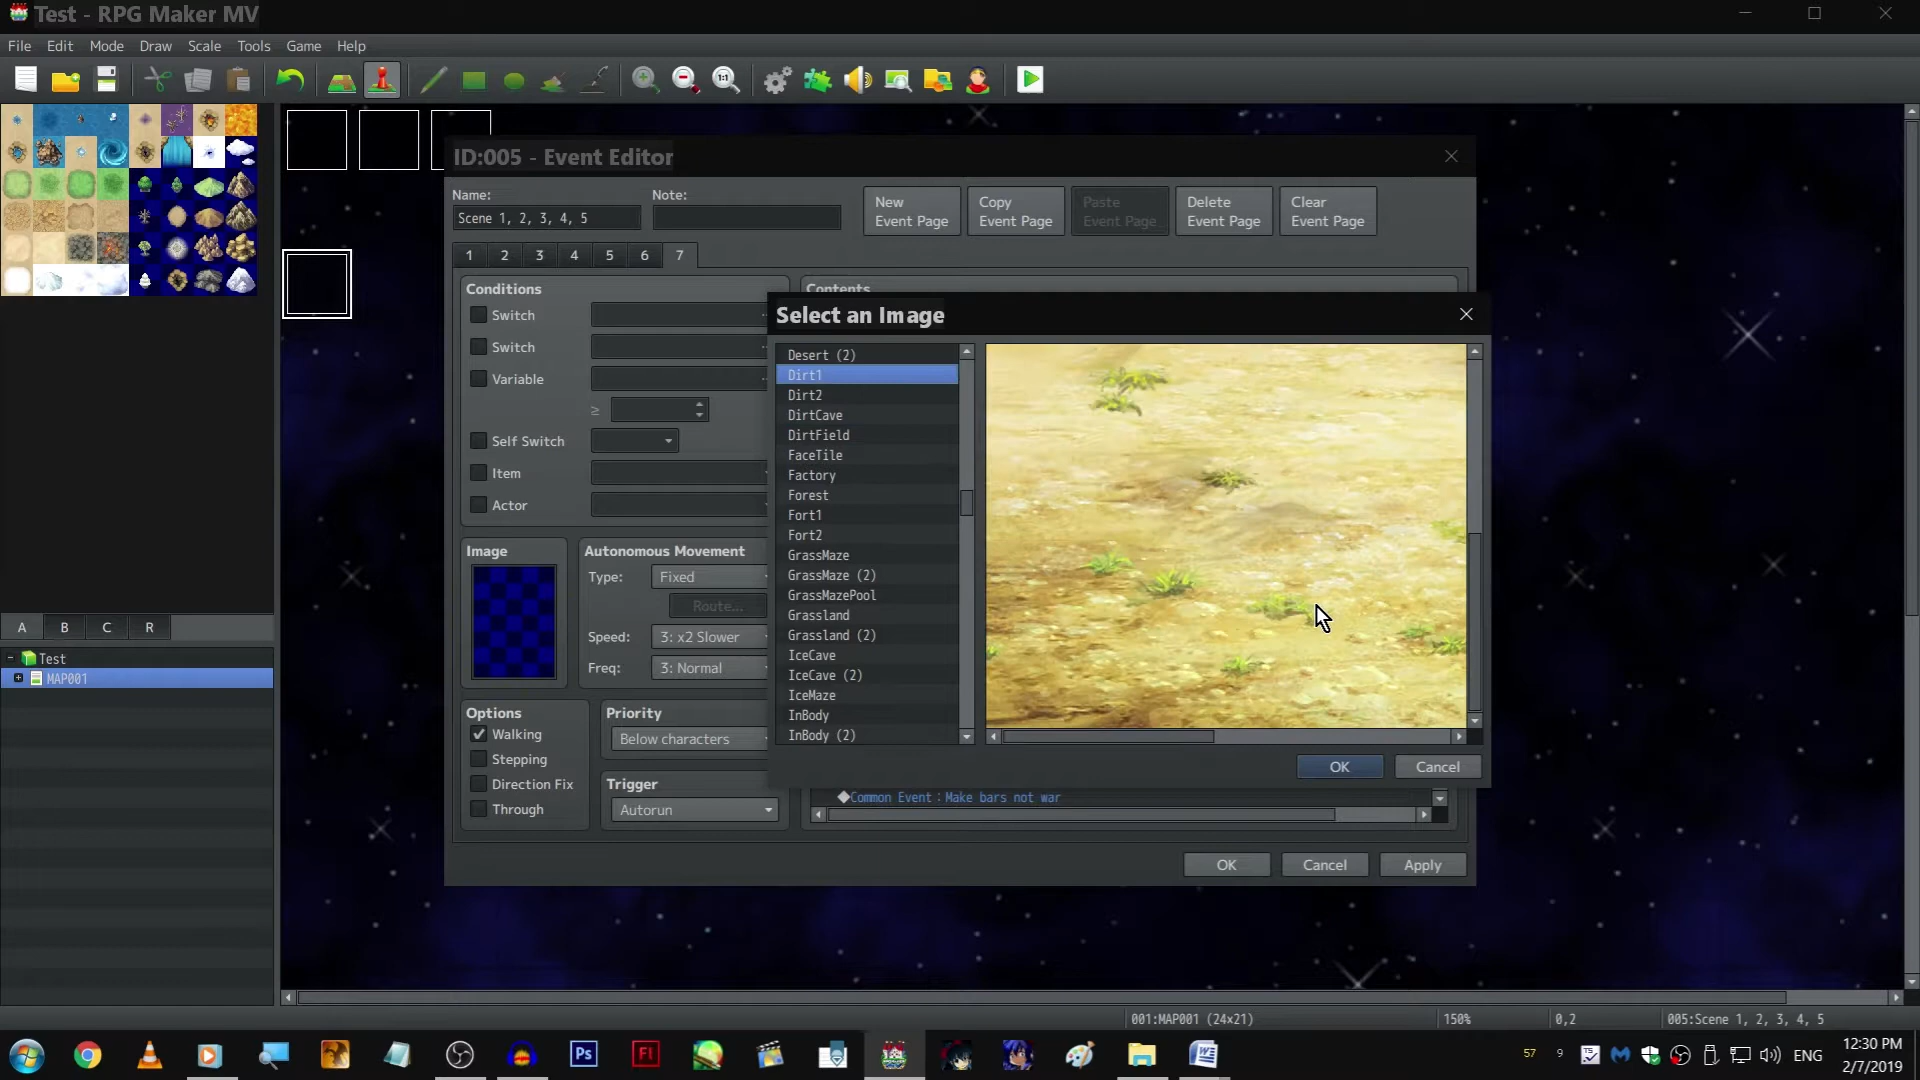 Test - RPG Maker MV
File Edit Mode Draw Scale Tools Game Help
1:1
ID:005 - Event Editor
Name:
Note:
Scene 1, 2, 3, 4, 5
New Event Page
Copy Event Page
Paste Event Page
Delete Event Page
Clear Event Page
1 2 3 4 5 6 7
Conditions
Contents
Switch
Switch
Variable
≥
Self Switch
Item
Actor
Image
Autonomous Movement
Type: Fixed
Route...
Speed: 3: x2 Slower
Freq: 3: Normal
Options
Walking
Stepping
Direction Fix
Through
Priority
Below characters
Trigger
Autorun
Select an Image
Desert (2)
Dirt1
Dirt2
DirtCave
DirtField
FaceTile
Factory
Forest
Fort1
Fort2
GrassMaze
GrassMaze (2)
GrassMazePool
Grassland
Grassland (2)
IceCave
IceCave (2)
IceMaze
InBody
InBody (2)
OK
Cancel
◆Common Event：Make bars not war
OK
Cancel
Apply
A B C R
Test
MAP001
001:MAP001 (24x21)
150%
0,2
005:Scene 1, 2, 3, 4, 5
Ps
Fl
57
9
ENG
12:30 PM
2/7/2019